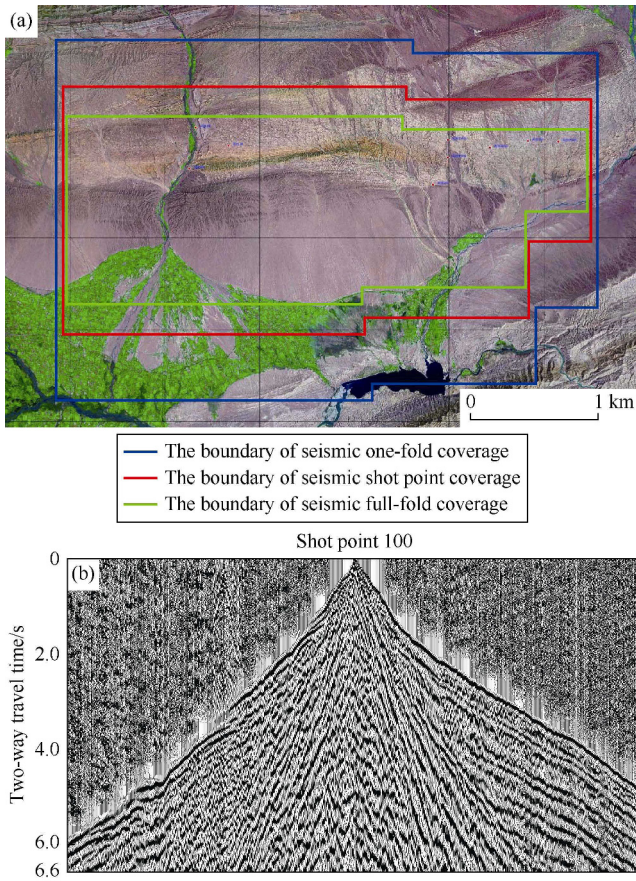 (a)
0 1 km
The boundary of seismic one-fold coverage
The boundary of seismic shot point coverage
The boundary of seismic full-fold coverage
Shot point 100
(b)
Two-way travel time/s
0
2.0
4.0
6.0
6.6